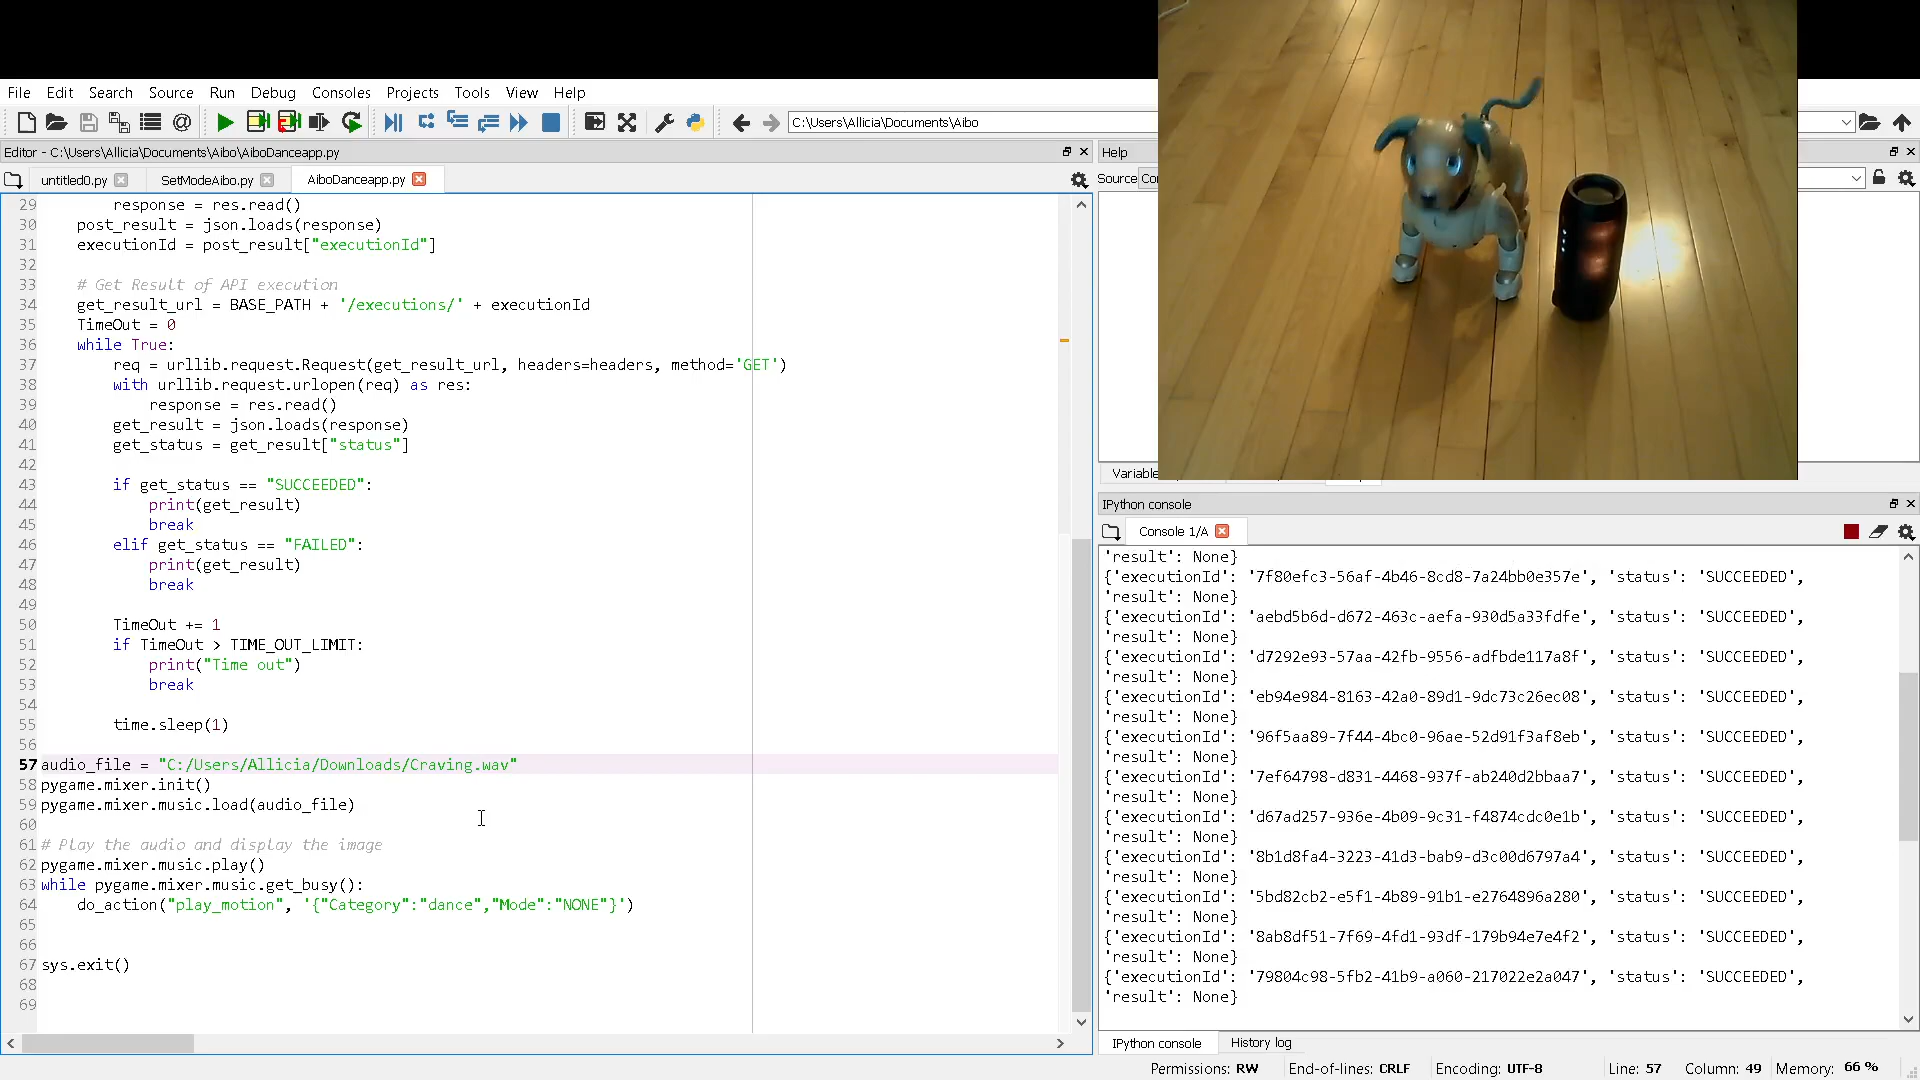 File Edit Search Source Run Debug Consoles Projects Tools View Help
C:\Users\Allicia\Documents\Aibo
Editor - C:\Users\Allicia\Documents\Aibo\AiboDanceapp.py
untitled0.py SetModeAibo.py AiboDanceapp.py
29 response = res.read()
30 post_result = json.loads(response)
31 executionId = post_result["executionId"]
32
33 # Get Result of API execution
34 get_result_url = BASE_PATH + '/executions/' + executionId
35 TimeOut = 0
36 while True:
37 req = urllib.request.Request(get_result_url, headers=headers, method='GET')
38 with urllib.request.urlopen(req) as res:
39 response = res.read()
40 get_result = json.loads(response)
41 get_status = get_result["status"]
42
43 if get_status == "SUCCEEDED":
44 print(get_result)
45 break
46 elif get_status == "FAILED":
47 print(get_result)
48 break
49
50 TimeOut += 1
51 if TimeOut > TIME_OUT_LIMIT:
52 print("Time out")
53 break
54
55 time.sleep(1)
56
57 audio_file = "C:/Users/Allicia/Downloads/Craving.wav"
58 pygame.mixer.init()
59 pygame.mixer.music.load(audio_file)
60
61 # Play the audio and display the image
62 pygame.mixer.music.play()
63 while pygame.mixer.music.get_busy():
64 do_action("play_motion", '{"Category":"dance","Mode":"NONE"}')
65
66
67 sys.exit()
68
69
Help
Source
Variable
IPython console
Console 1/A
'result': None}
{'executionId': '7f80efc3-56af-4b46-8cd8-7a24bb0e357e', 'status': 'SUCCEEDED',
'result': None}
{'executionId': 'aebd5b6d-d672-463c-aefa-930d5a33fdfe', 'status': 'SUCCEEDED',
'result': None}
{'executionId': 'd7292e93-57aa-42fb-9556-adfbde117a8f', 'status': 'SUCCEEDED',
'result': None}
{'executionId': 'eb94e984-8163-42a0-89d1-9dc73c26ec08', 'status': 'SUCCEEDED',
'result': None}
{'executionId': '96f5aa89-7f44-4bc0-96ae-52d91f3af8eb', 'status': 'SUCCEEDED',
'result': None}
{'executionId': '7ef64798-d831-4468-937f-ab240d2bbaa7', 'status': 'SUCCEEDED',
'result': None}
{'executionId': 'd67ad257-936e-4b09-9c31-f4874cdc0e1b', 'status': 'SUCCEEDED',
'result': None}
{'executionId': '8b1d8fa4-3223-41d3-bab9-d3c00d6797a4', 'status': 'SUCCEEDED',
'result': None}
{'executionId': '5bd82cb2-e5f1-4b89-91b1-e2764896a280', 'status': 'SUCCEEDED',
'result': None}
{'executionId': '8ab8df51-7f69-4fd1-93df-179b94e7e4f2', 'status': 'SUCCEEDED',
'result': None}
{'executionId': '79804c98-5fb2-41b9-a060-217022e2a047', 'status': 'SUCCEEDED',
'result': None}
IPython console History log
Permissions: RW End-of-lines: CRLF Encoding: UTF-8 Line: 57 Column: 49 Memory: 66 %